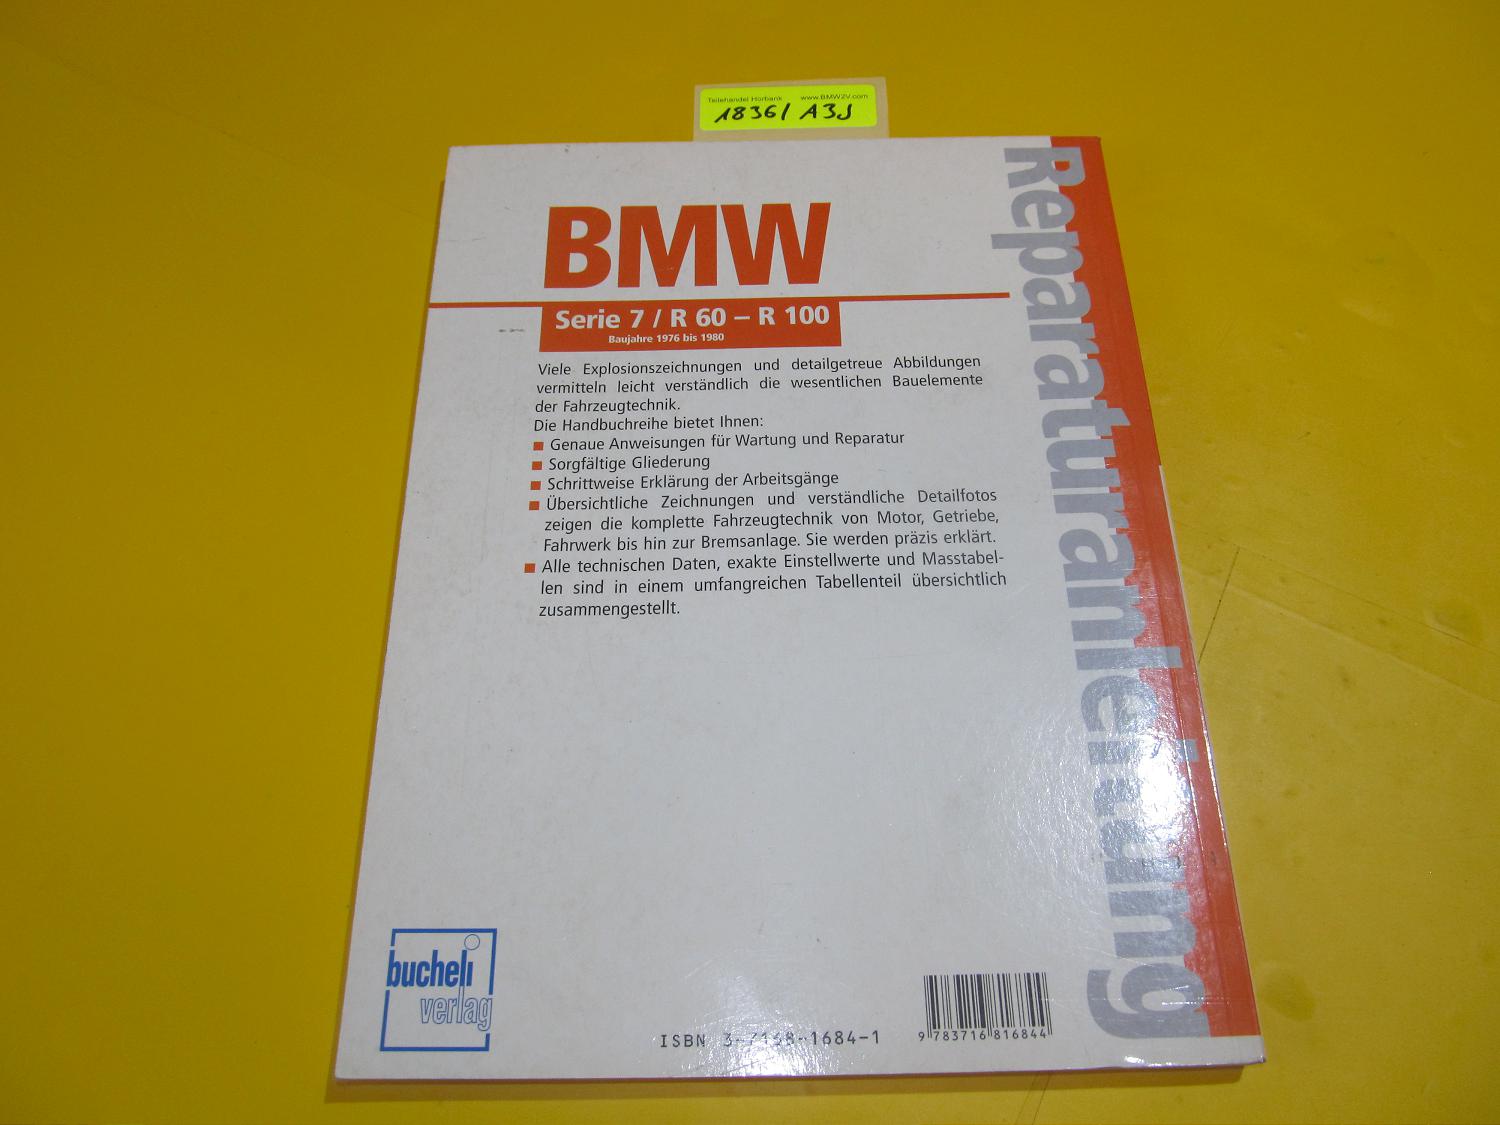 Teilehandel Horbank www.BMW2V.com
1836/ A3J
BMW
Serie 7 / R 60 – R 100
Baujahre 1976 bis 1980
Viele Explosionszeichnungen und detailgetreue Abbildungen
vermitteln leicht verständlich die wesentlichen Bauelemente
der Fahrzeugtechnik.
Die Handbuchreihe bietet Ihnen:
Genaue Anweisungen für Wartung und Reparatur
Sorgfältige Gliederung
Schrittweise Erklärung der Arbeitsgänge
Übersichtliche Zeichnungen und verständliche Detailfotos
zeigen die komplette Fahrzeugtechnik von Motor, Getriebe,
Fahrwerk bis hin zur Bremsanlage. Sie werden präzis erklärt.
Alle technischen Daten, exakte Einstellwerte und Masstabel-
len sind in einem umfangreichen Tabellenteil übersichtlich
zusammengestellt.
Reparaturanleitung
bucheli
verlag
ISBN 3-7168-1684-1
9 783716 816844